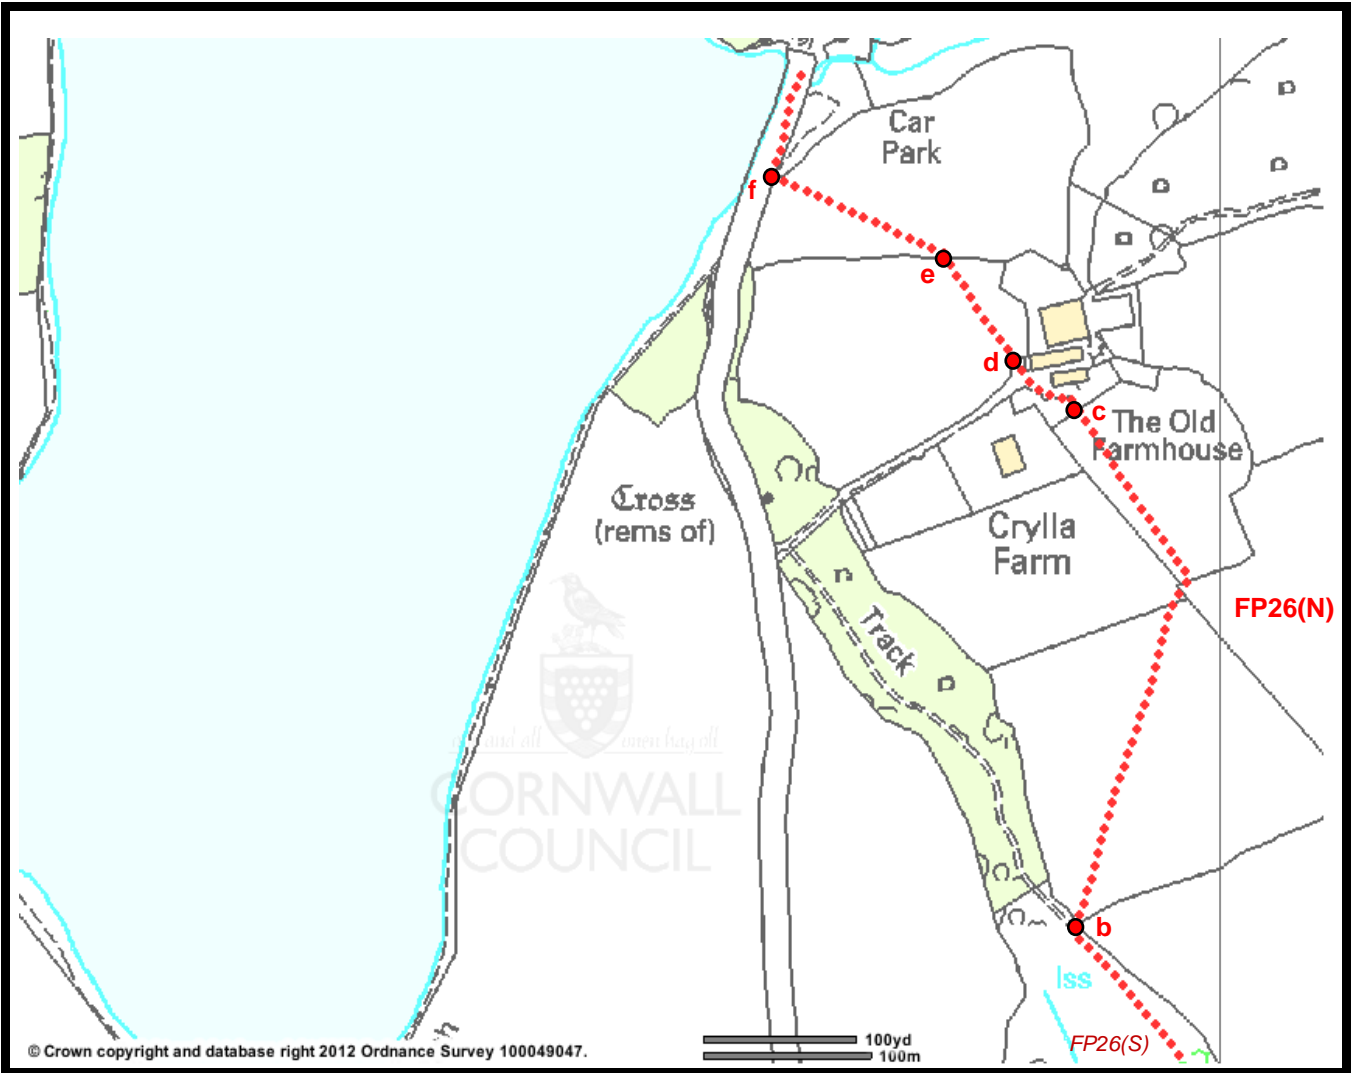 Car
Park
f
e
d
c
The Old
Farmhouse
Cross
(rems of)
Crylla
Farm
FP26(N)
Track
CORNWALL
COUNCIL
b
Iss
FP26(S)
h
100yd
100m
© Crown copyright and database right 2012 Ordnance Survey 100049047.